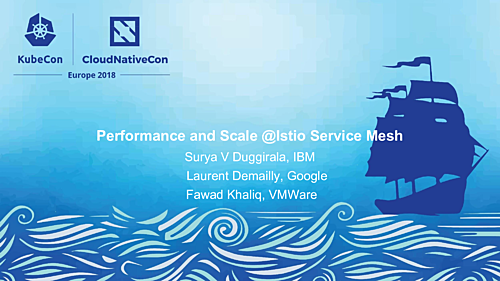 KubeCon
CloudNativeCon
Europe 2018
Performance and Scale @Istio Service Mesh
Surya V Duggirala, IBM
Laurent Demailly, Google
Fawad Khaliq, VMWare